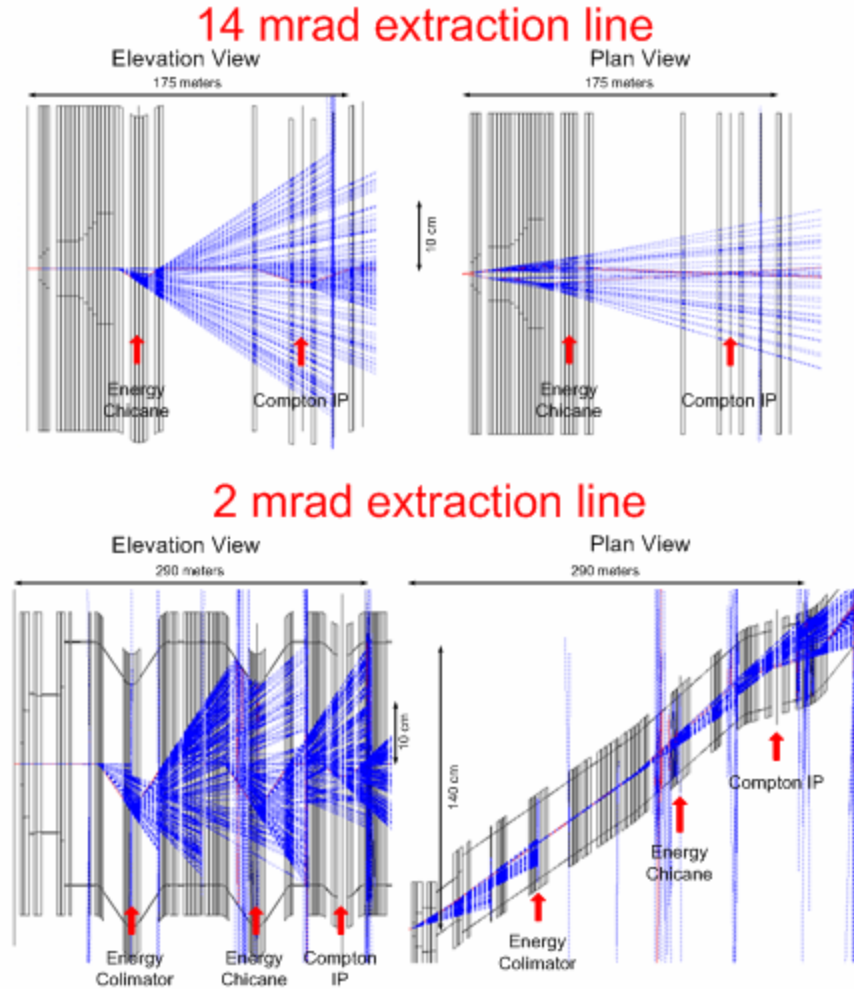 14 mrad extraction line
Elevation View
Plan View
175 meters
175 meters
10 cm
Energy
Chicane
Compton IP
Energy
Chicane
Compton IP
2 mrad extraction line
Elevation View
Plan View
290 meters
290 meters
10 cm
140 cm
Compton IP
Energy
Chicane
Energy
Colimator
Energy
Colimator
Energy
Chicane
Compton
IP